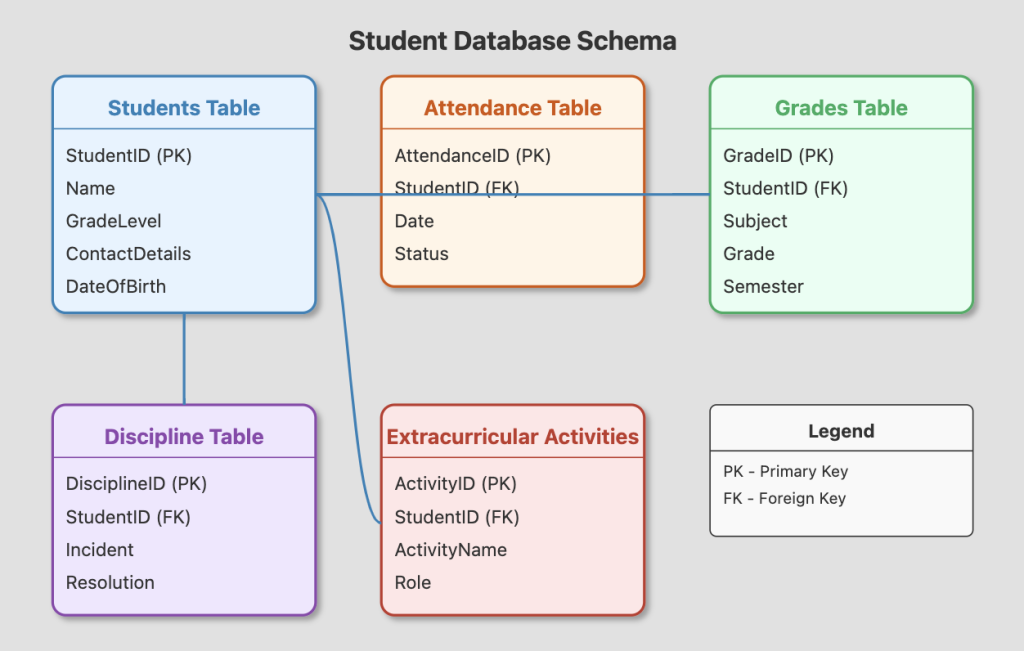 Student Database Schema
Students Table
StudentID (PK)
Name
GradeLevel
ContactDetails
DateOfBirth
Attendance Table
AttendanceID (PK)
StudentID (FK)
Date
Status
Grades Table
GradeID (PK)
StudentID (FK)
Subject
Grade
Semester
Discipline Table
DisciplineID (PK)
StudentID (FK)
Incident
Resolution
Extracurricular Activities
ActivityID (PK)
StudentID (FK)
ActivityName
Role
Legend
PK - Primary Key
FK - Foreign Key